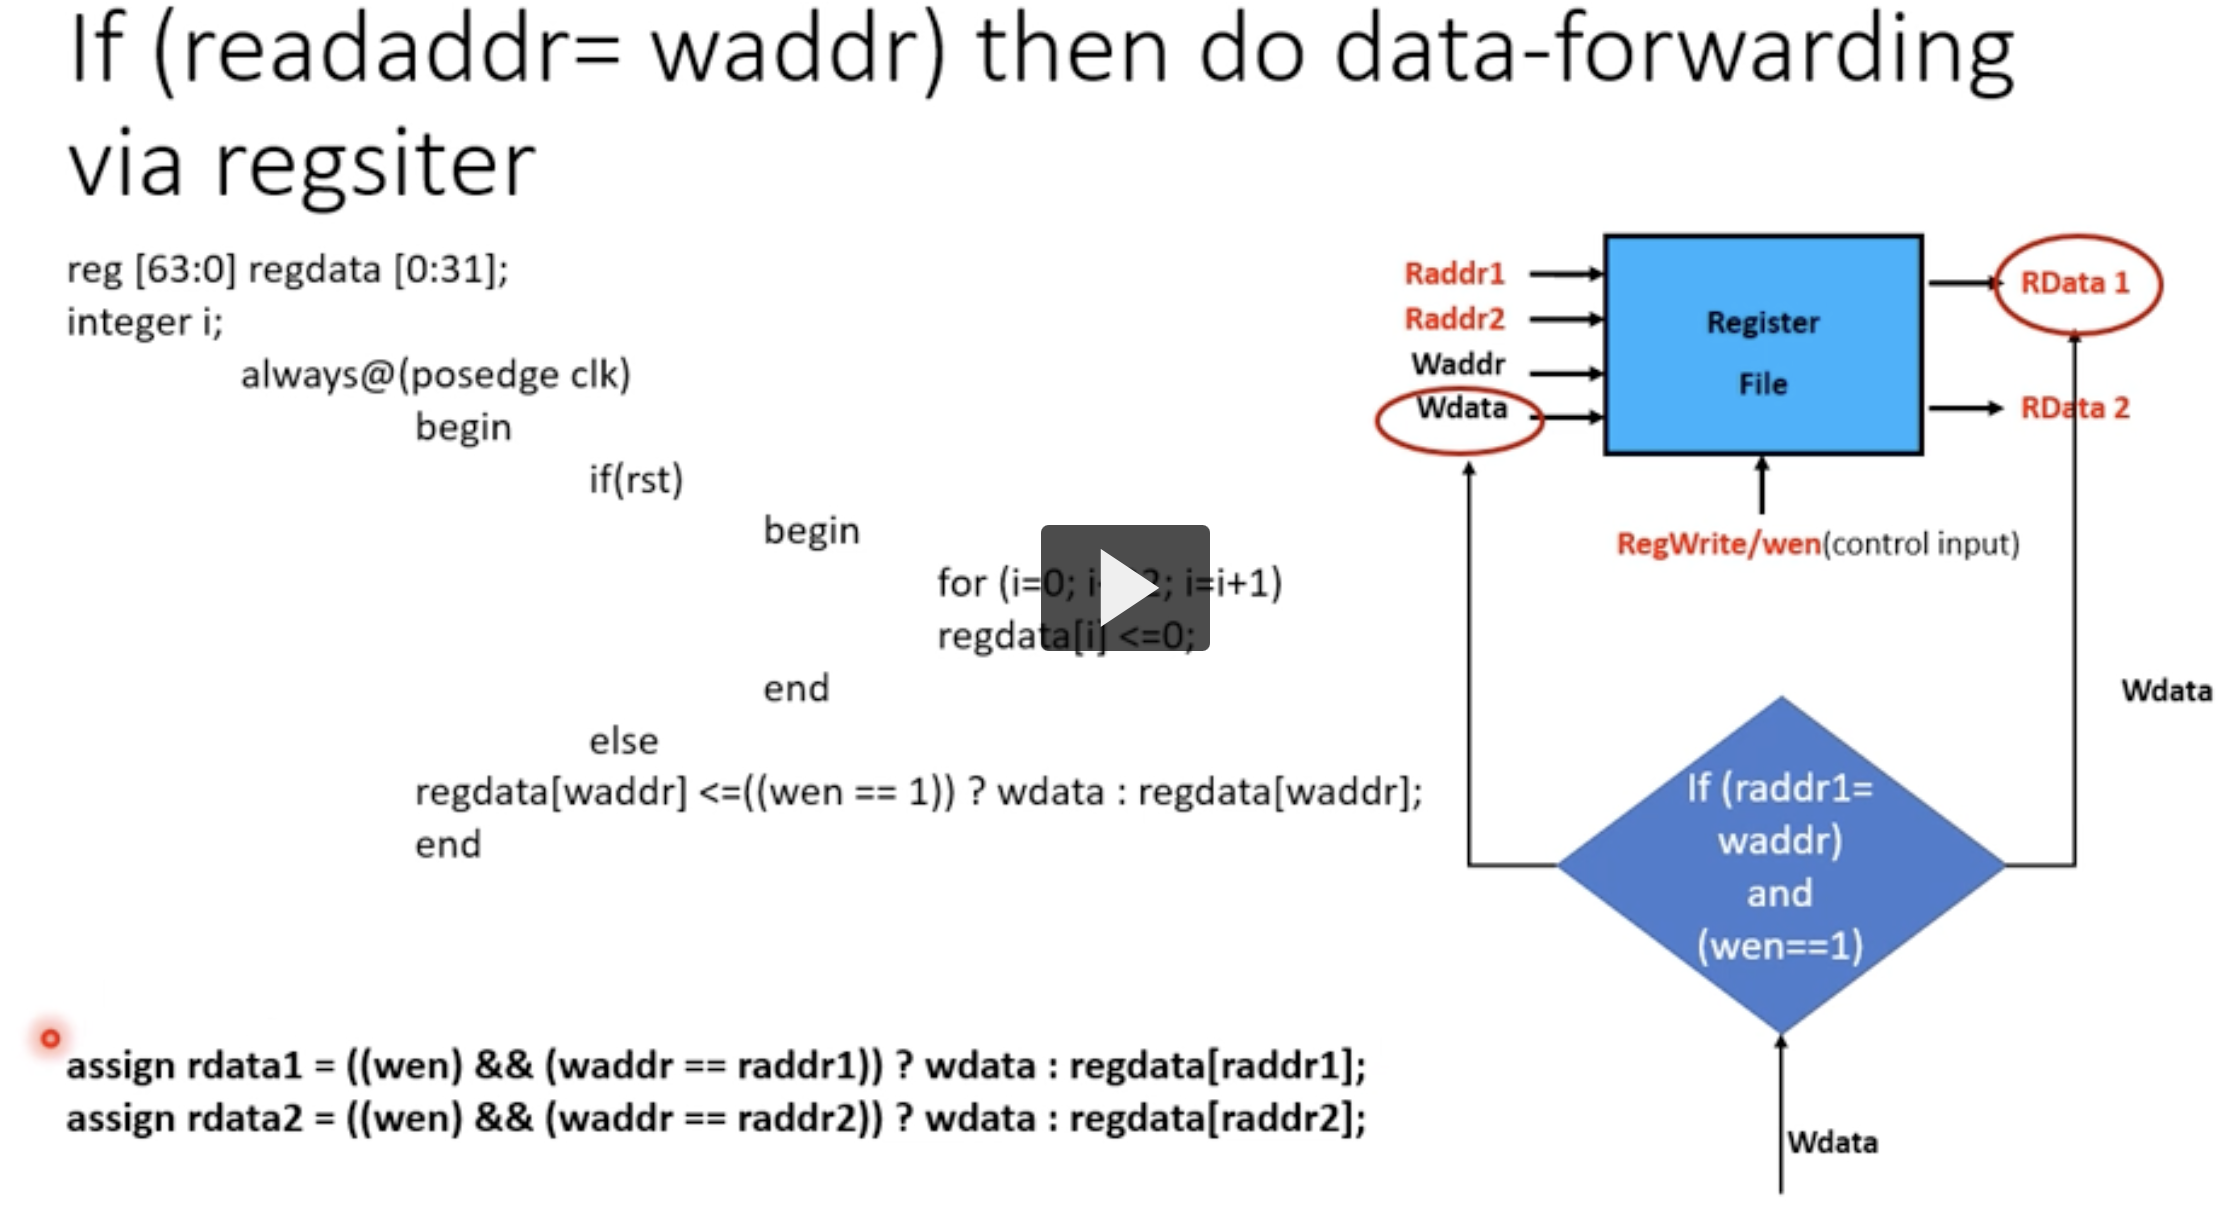 If (readaddr= waddr) then do data-forwarding
via regsiter
reg [63:0] regdata [0:31];
integer i;
always@(posedge clk)
begin
if(rst)
begin
for (i=0; i 2; i=i+1)
regdata[i] <=0;
end
else
regdata[waddr] <=((wen == 1)) ? wdata : regdata[waddr];
end
assign rdata1 = ((wen) && (waddr == raddr1)) ? wdata : regdata[raddr1];
assign rdata2 = ((wen) && (waddr == raddr2)) ? wdata : regdata[raddr2];
Raddr1
Raddr2
Waddr
Wdata
Register
File
RData 1
RData 2
RegWrite/wen(control input)
Wdata
If (raddr1=
waddr)
and
(wen==1)
Wdata